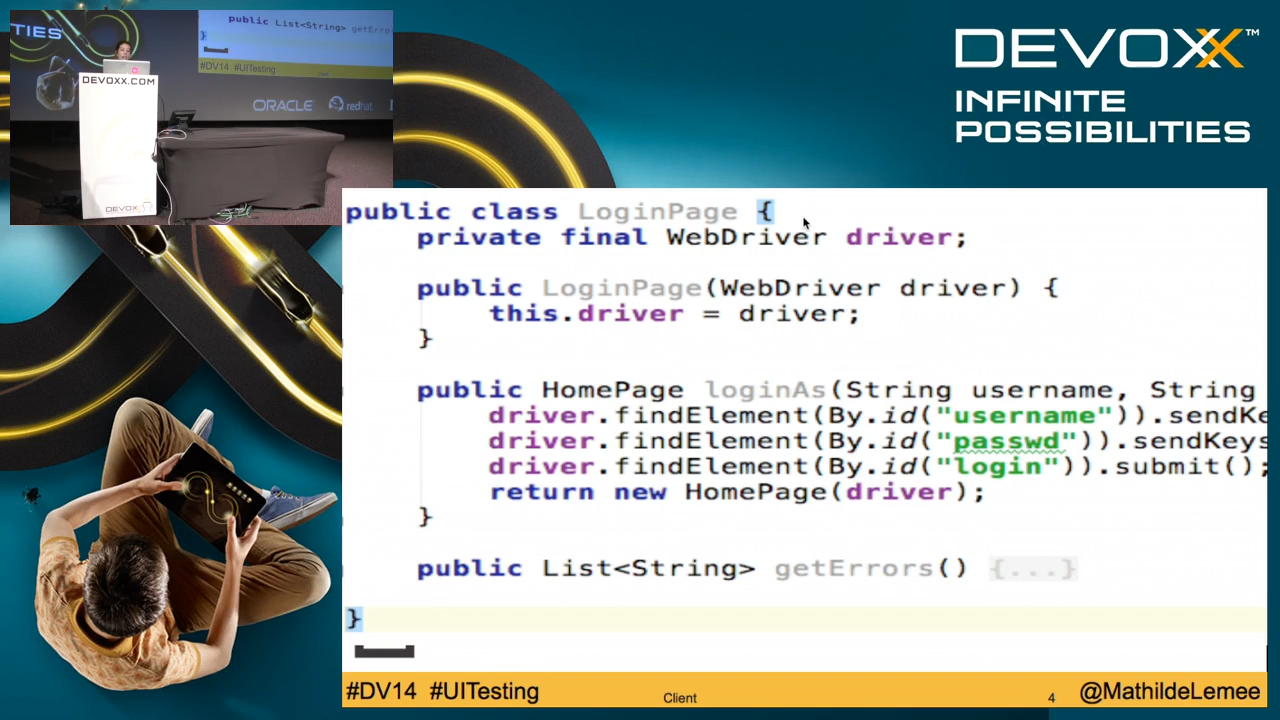 TIES
public List<String> getErro
}
#DV14 #UITesting
DEVOXX.COM
ORACLE
redhat
DEVOXX
DEVOXX™
INFINITE
POSSIBILITIES
public class LoginPage {
private final WebDriver driver;
public LoginPage(WebDriver driver) {
this.driver = driver;
}
public HomePage loginAs(String username, String
driver.findElement(By.id("username")).sendKe
driver.findElement(By.id("passwd")).sendKeys
driver.findElement(By.id("login")).submit();
return new HomePage(driver);
}
public List<String> getErrors() {...}
}
#DV14 #UITesting
Client
4
@MathildeLemee